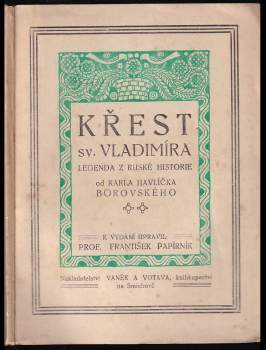 KŘEST
SV. VLADIMÍRA
LEGENDA Z RUSKÉ HISTORIE
od KARLA HAVLÍČKA
BOROVSKÉHO
K VYDÁNÍ UPRAVIL
PROF. FRANTIŠEK PAPÍRNÍK
Nakladatelství VANĚK A VOTAVA, knihkupectví
na Smíchově